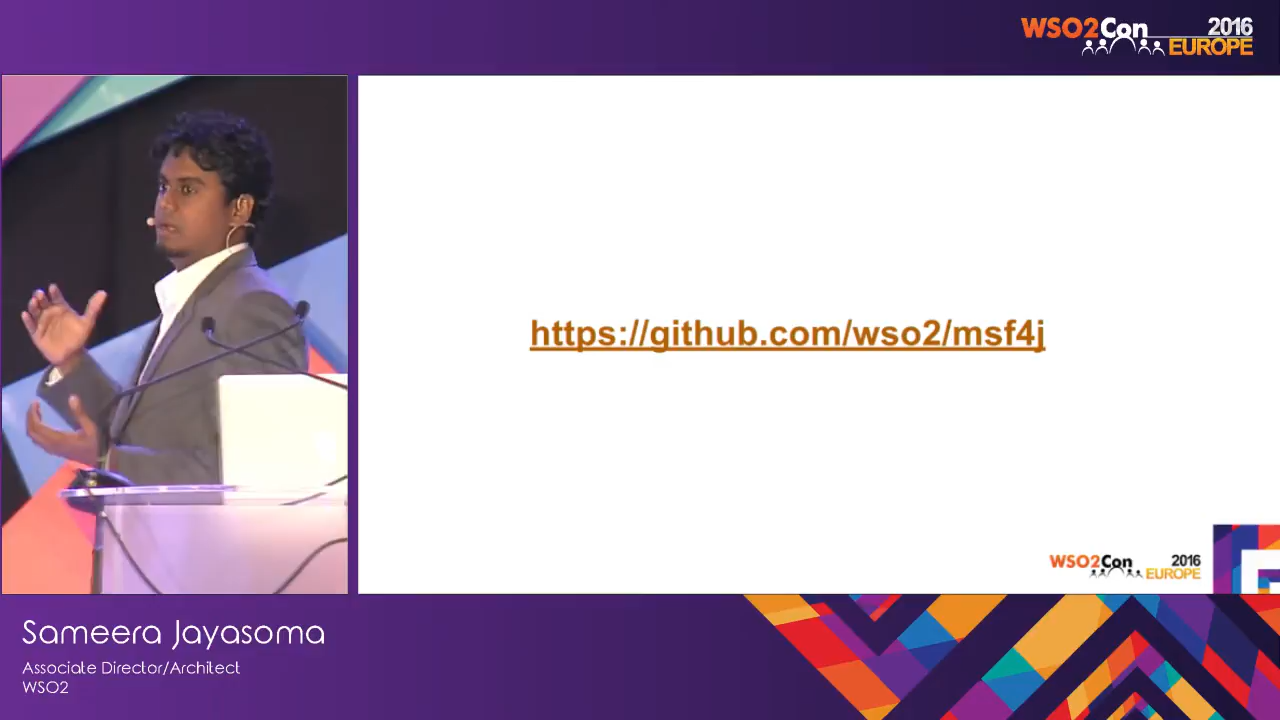 WSO2Con 2016
EUROPE
https://github.com/wso2/msf4j
WSO2Con 2016
EUROPE
Sameera Jayasoma
Associate Director/Architect
WSO2